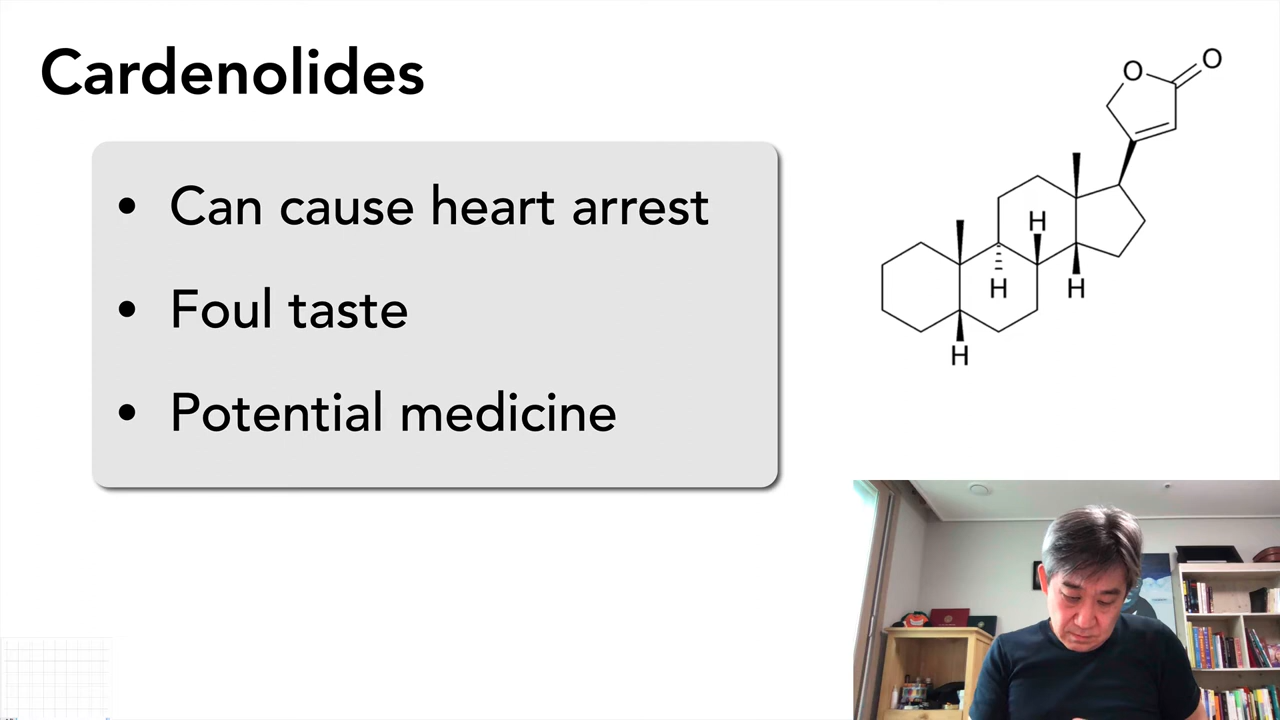 Cardenolides
• Can cause heart arrest
• Foul taste
• Potential medicine
O
O
H
H
H
H